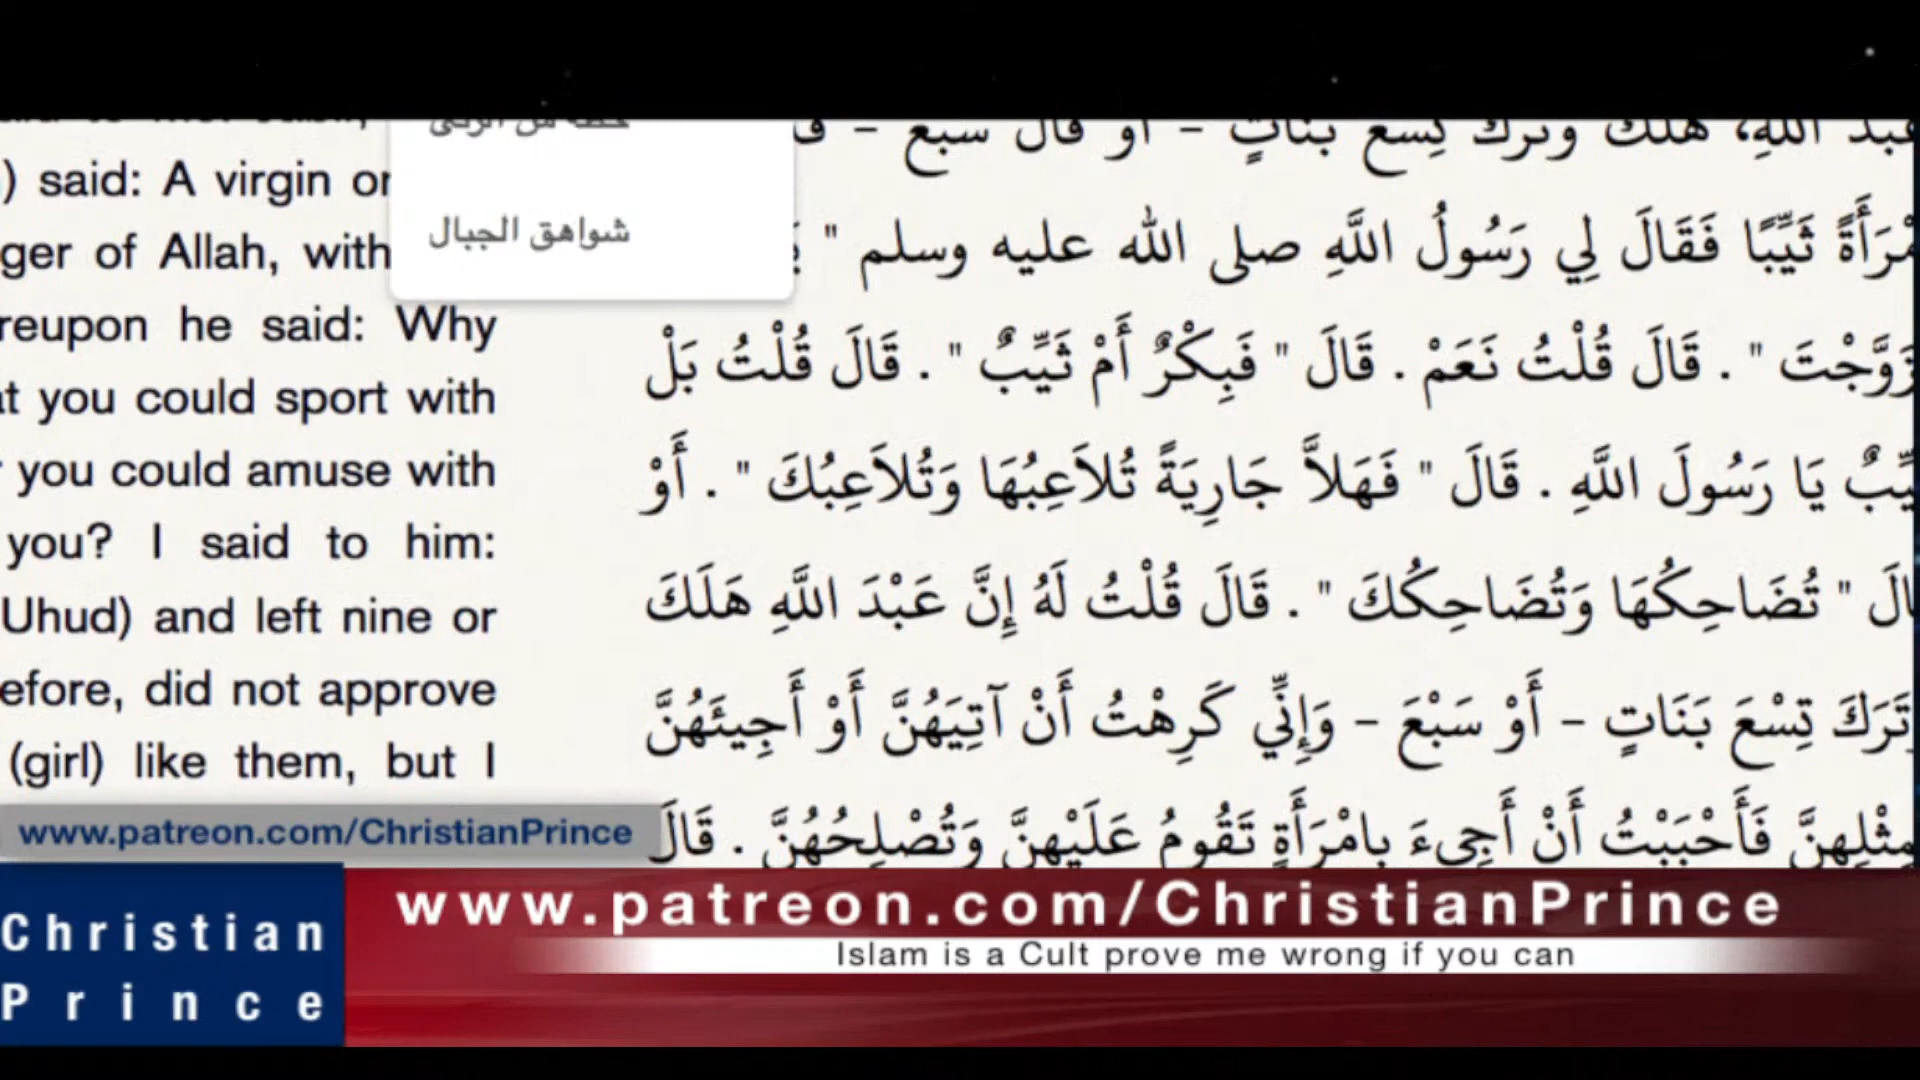 ) said: A virgin or
ger of Allah, with
reupon he said: Why
at you could sport with
you could amuse with
you? I said to him:
Uhud) and left nine or
efore, did not approve
(girl) like them, but I
شواهق الجبال
عَبْدَ اللَّهِ، هَلَكَ وَتَرَكَ تِسْعَ بَنَاتٍ – أَوْ قَالَ سَبْعَ –
مْرَأَةً ثَيِّبًا فَقَالَ لِي رَسُولُ اللَّهِ صلى الله عليه وسلم "
زَوَّجْتَ " . قَالَ قُلْتُ نَعَمْ . قَالَ " فَبِكْرٌ أَمْ ثَيِّبٌ " . قَالَ قُلْتُ بَلْ
يِّبٌ يَا رَسُولَ اللَّهِ . قَالَ " فَهَلاَّ جَارِيَةً تُلاَعِبُهَا وَتُلاَعِبُكَ " . أَوْ
الَ " تُضَاحِكُهَا وَتُضَاحِكُكَ " . قَالَ قُلْتُ لَهُ إِنَّ عَبْدَ اللَّهِ هَلَكَ
تَرَكَ تِسْعَ بَنَاتٍ – أَوْ سَبْعَ – وَإِنِّي كَرِهْتُ أَنْ آتِيَهُنَّ أَوْ أَجِيئَهُنَّ
مِثْلِهِنَّ فَأَحْبَبْتُ أَنْ أَجِيءَ بِامْرَأَةٍ تَقُومُ عَلَيْهِنَّ وَتُصْلِحُهُنَّ . قَالَ
www.patreon.com/ChristianPrince
Christian
Prince
www.patreon.com/ChristianPrince
Islam is a Cult prove me wrong if you can